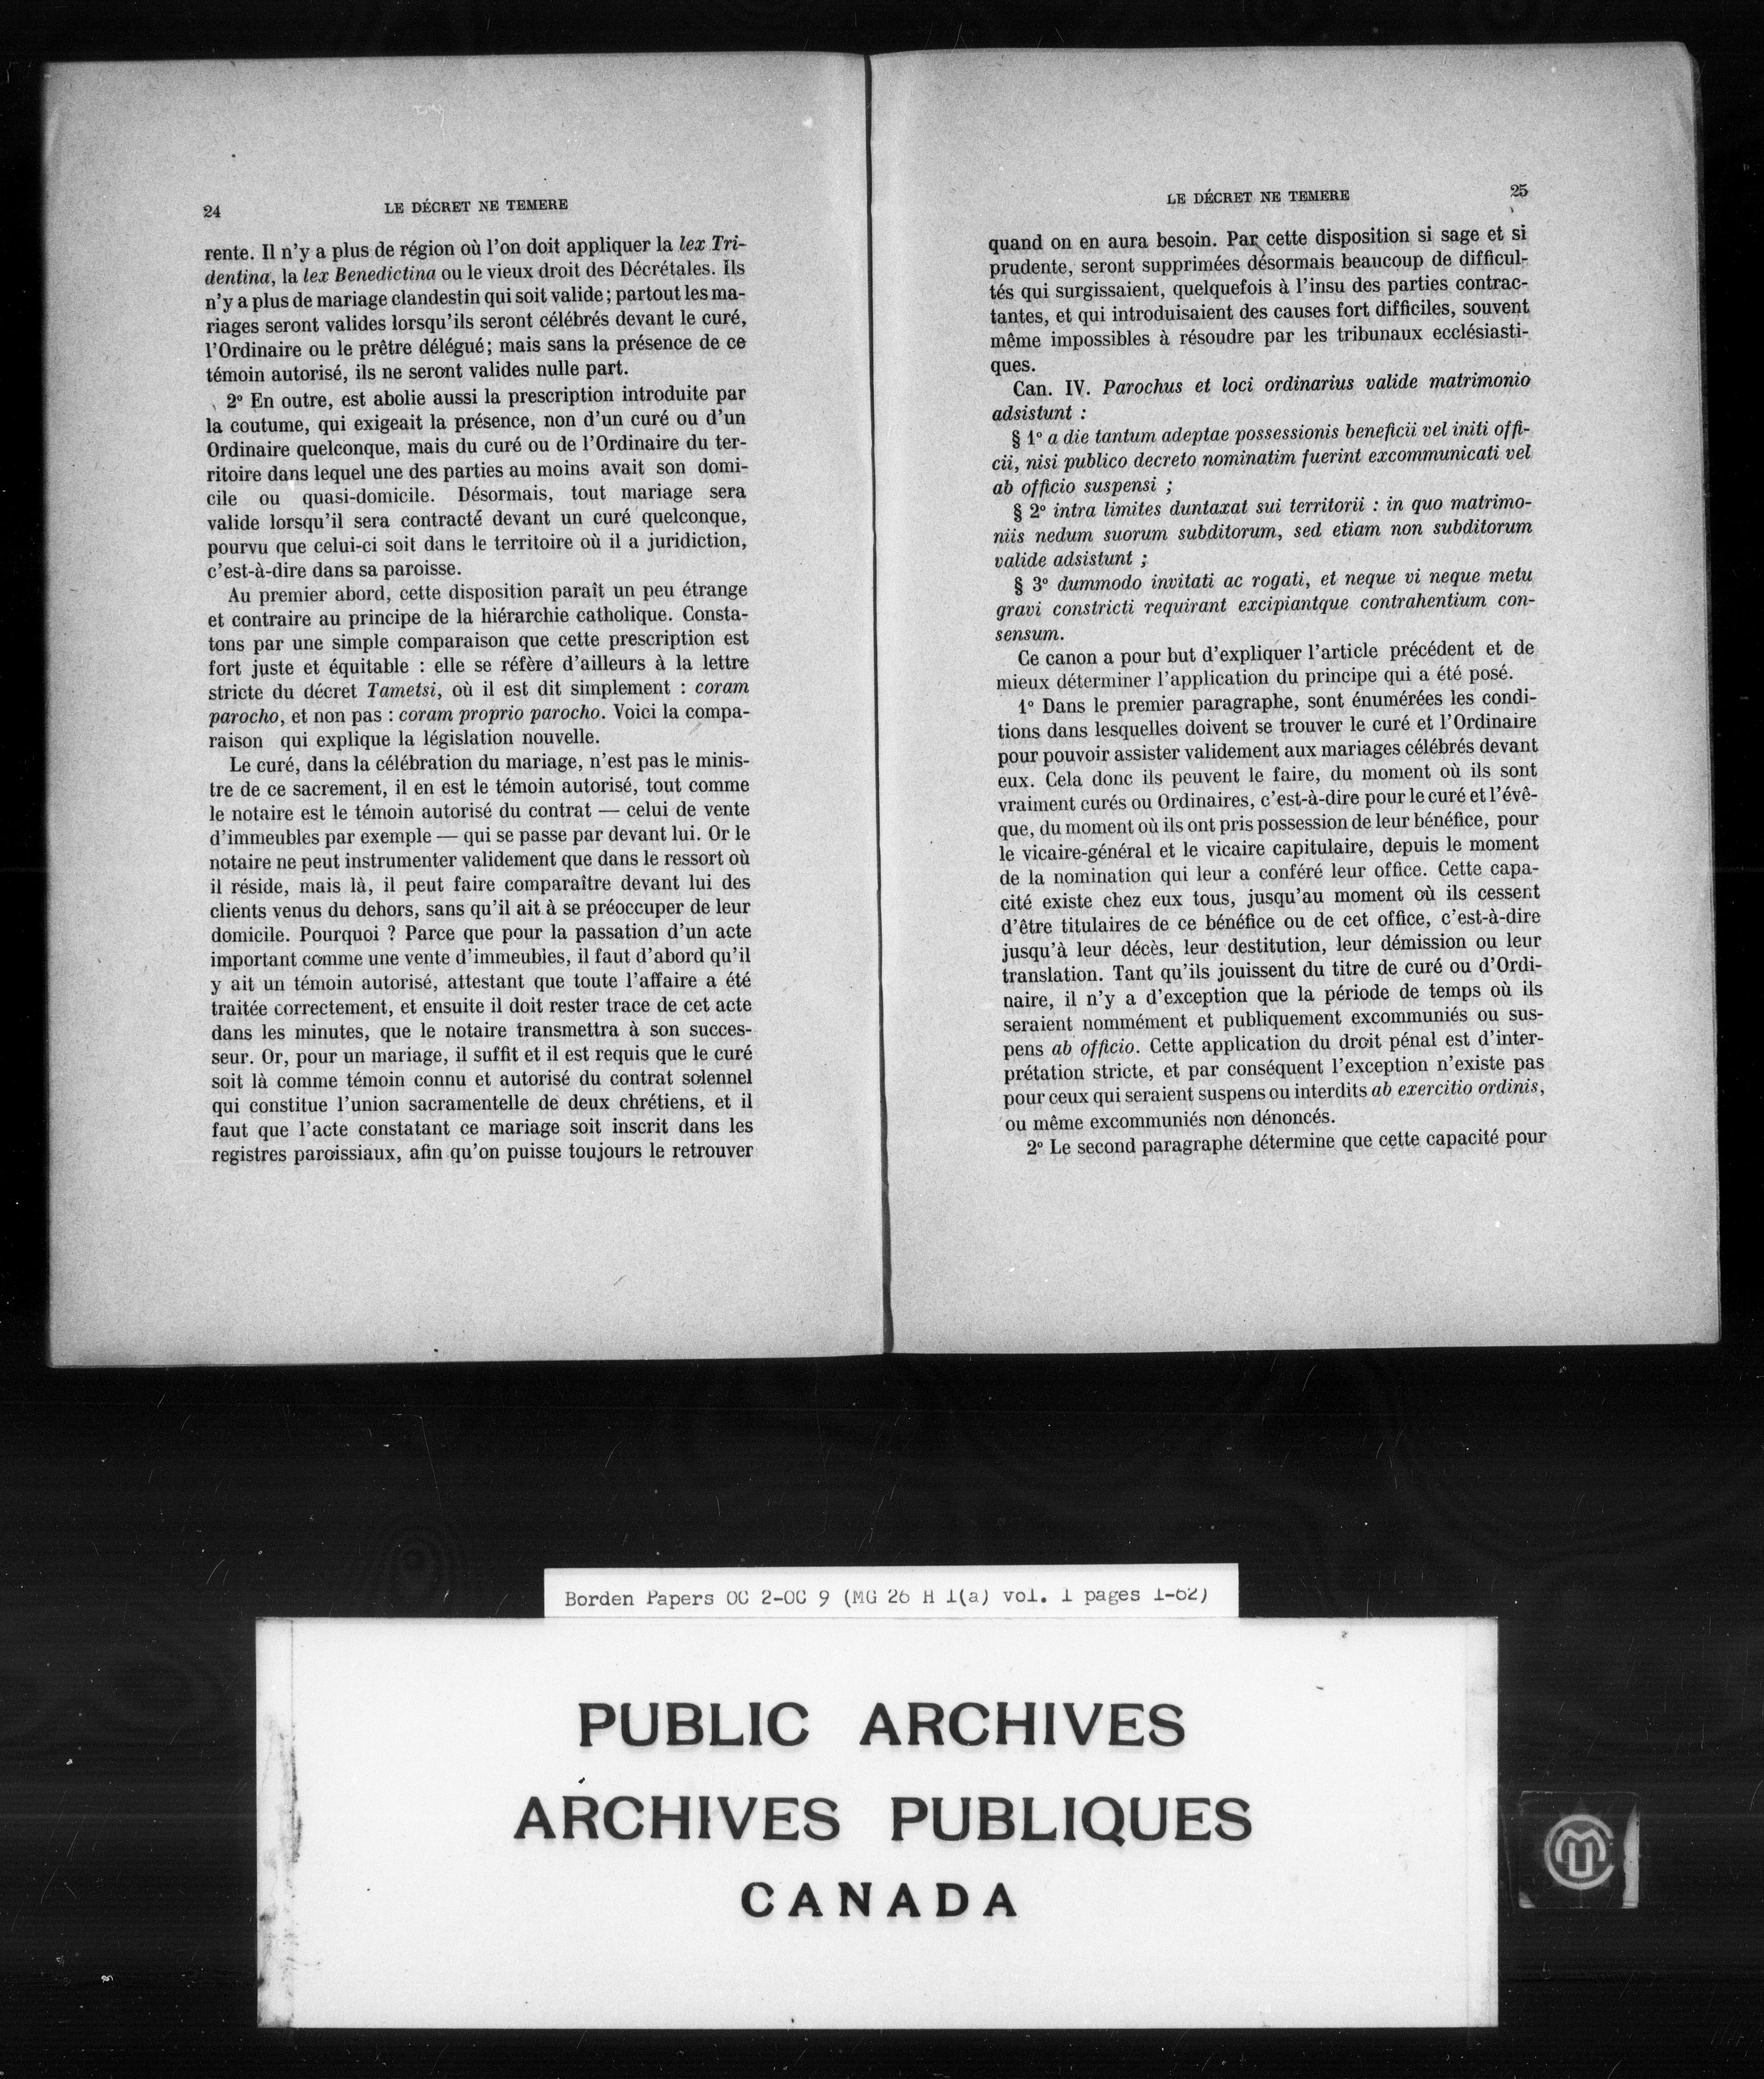 24
LE DÉCRET NE TEMERE
rente. Il n'y a plus de région où l'on doit appliquer la lex Tri-
dentina, la lex Benedictina ou le vieux droit des Décrétales. Ils
n'y a plus de mariage clandestin qui soit valide ; partout les ma-
riages seront valides lorsqu'ils seront célébrés devant le curé,
l'Ordinaire ou le prêtre délégué ; mais sans la présence de ce
témoin autorisé, ils ne seront valides nulle part.
2º En outre, est abolie aussi la prescription introduite par
la coutume, qui exigeait la présence, non d'un curé ou d'un
Ordinaire quelconque, mais du curé ou de l'Ordinaire du ter-
ritoire dans lequel une des parties au moins avait son domi-
cile ou quasi-domicile. Désormais, tout mariage sera
valide lorsqu'il sera contracté devant un curé quelconque,
pourvu que celui-ci soit dans le territoire où il a juridiction,
c'est-à-dire dans sa paroisse.
Au premier abord, cette disposition paraît un peu étrange
et contraire au principe de la hiérarchie catholique. Consta-
tons par une simple comparaison que cette prescription est
fort juste et équitable : elle se réfère d'ailleurs à la lettre
stricte du décret Tametsi, où il est dit simplement : coram
parocho, et non pas : coram proprio parocho. Voici la compa-
raison qui explique la législation nouvelle.
Le curé, dans la célébration du mariage, n'est pas le minis-
tre de ce sacrement, il en est le témoin autorisé, tout comme
le notaire est le témoin autorisé du contrat — celui de vente
d'immeubles par exemple — qui se passe par devant lui. Or le
notaire ne peut instrumenter validement que dans le ressort où
il réside, mais là, il peut faire comparaître devant lui des
clients venus du dehors, sans qu'il ait à se préoccuper de leur
domicile. Pourquoi ? Parce que pour la passation d'un acte
important comme une vente d'immeubles, il faut d'abord qu'il
y ait un témoin autorisé, attestant que toute l'affaire a été
traitée correctement, et ensuite il doit rester trace de cet acte
dans les minutes, que le notaire transmettra à son succes-
seur. Or, pour un mariage, il suffit et il est requis que le curé
soit là comme témoin connu et autorisé du contrat solennel
qui constitue l'union sacramentelle de deux chrétiens, et il
faut que l'acte constatant ce mariage soit inscrit dans les
registres paroissiaux, afin qu'on puisse toujours le retrouver
LE DÉCRET NE TEMERE
25
quand on en aura besoin. Par cette disposition si sage et si
prudente, seront supprimées désormais beaucoup de difficul-
tés qui surgissaient, quelquefois à l'insu des parties contrac-
tantes, et qui introduisaient des causes fort difficiles, souvent
même impossibles à résoudre par les tribunaux ecclésiasti-
ques.
Can. IV. Parochus et loci ordinarius valide matrimonio
adsistunt :
§ 1º a die tantum adeptae possessionis beneficii vel initi offi-
cii, nisi publico decreto nominatim fuerint excommunicati vel
ab officio suspensi ;
§ 2º intra limites duntaxat sui territorii : in quo matrimo-
niis nedum suorum subditorum, sed etiam non subditorum
valide adsistunt ;
§ 3º dummodo invitati ac rogati, et neque vi neque metu
gravi constricti requirant excipiantque contrahentium con-
sensum.
Ce canon a pour but d'expliquer l'article précédent et de
mieux déterminer l'application du principe qui a été posé.
1º Dans le premier paragraphe, sont énumérées les condi-
tions dans lesquelles doivent se trouver le curé et l'Ordinaire
pour pouvoir assister validement aux mariages célébrés devant
eux. Cela donc ils peuvent le faire, du moment où ils sont
vraiment curés ou Ordinaires, c'est-à-dire pour le curé et l'évê-
que, du moment où ils ont pris possession de leur bénéfice, pour
le vicaire-général et le vicaire capitulaire, depuis le moment
de la nomination qui leur a conféré leur office. Cette capa-
cité existe chez eux tous, jusqu'au moment où ils cessent
d'être titulaires de ce bénéfice ou de cet office, c'est-à-dire
jusqu'à leur décès, leur destitution, leur démission ou leur
translation. Tant qu'ils jouissent du titre de curé ou d'Ordi-
naire, il n'y a d'exception que la période de temps où ils
seraient nommément et publiquement excommuniés ou sus-
pens ab officio. Cette application du droit pénal est d'inter-
prétation stricte, et par conséquent l'exception n'existe pas
pour ceux qui seraient suspens ou interdits ab exercitio ordinis,
ou même excommuniés non dénoncés.
2º Le second paragraphe détermine que cette capacité pour
Borden Papers OC 2-OC 9 (MG 26 H 1(a) vol. 1 pages 1-62)
PUBLIC ARCHIVES
ARCHIVES PUBLIQUES
CANADA